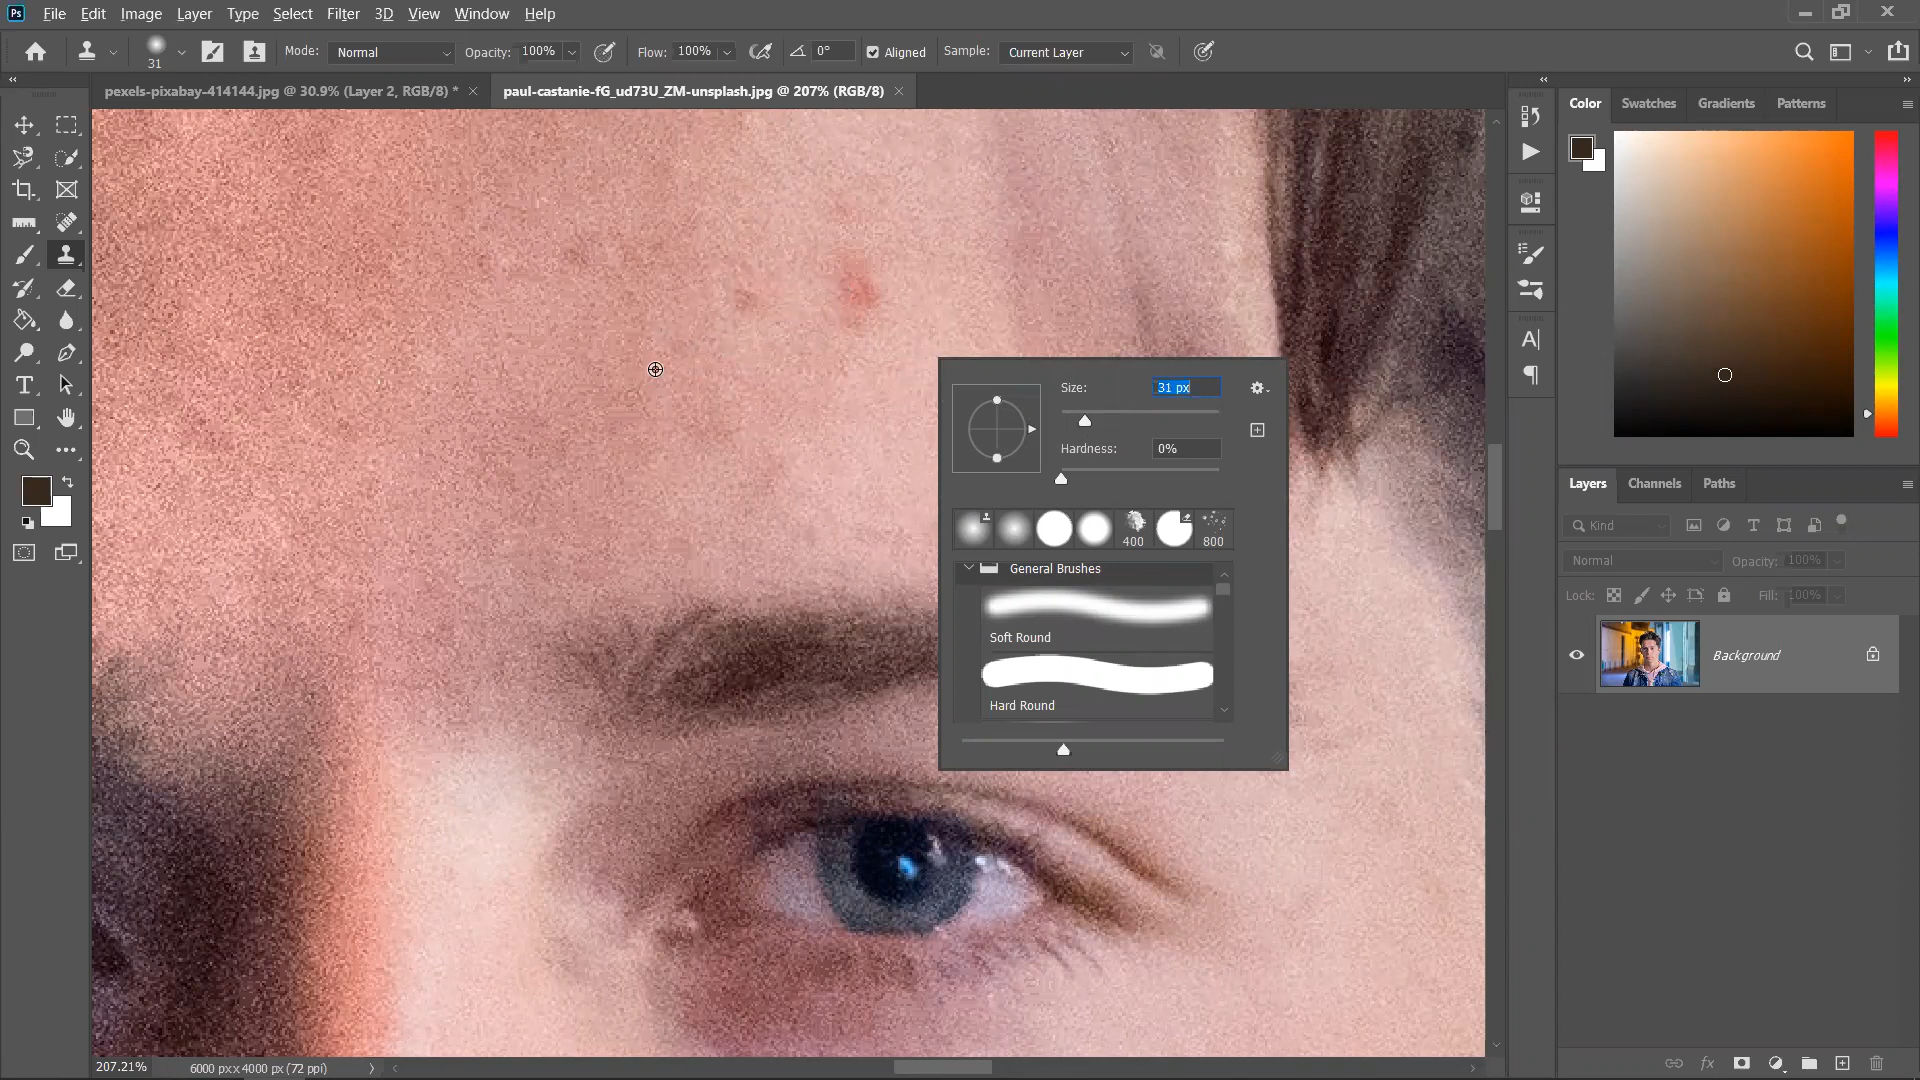 Ps File Edit Image Layer Type Select Filter 3D View Window Help
31 Mode: Normal Opacity: 100% Flow: 100% 0° Aligned Sample: Current Layer
pexels-pixabay-414144.jpg @ 30.9% (Layer 2, RGB/8) * paul-castanie-fG_ud73U_ZM-unsplash.jpg @ 207% (RGB/8)
Color Swatches Gradients Patterns
Size: 31 px
Hardness: 0%
400 800
General Brushes
Soft Round
Hard Round
Layers Channels Paths
Kind
Normal Opacity: 100%
Lock: Fill: 100%
Background
207.21% 6000 px x 4000 px (72 ppi)